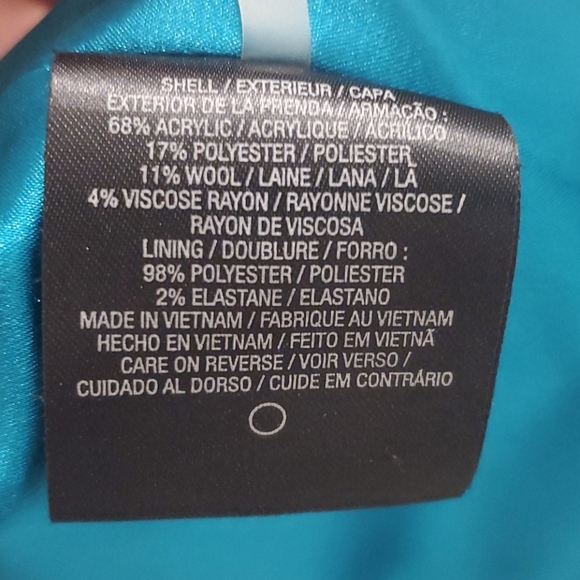 SHELL / EXTERIEUR / CAPA
EXTERIOR DE LA PRENDA / ARMAÇÃO :
68% ACRYLIC / ACRYLIQUE / ACRILICO
17% POLYESTER / POLIESTER
11% WOOL / LAINE / LANA / LÃ
4% VISCOSE RAYON / RAYONNE VISCOSE /
RAYON DE VISCOSA
LINING / DOUBLURE / FORRO :
98% POLYESTER / POLIESTER
2% ELASTANE / ELASTANO
MADE IN VIETNAM / FABRIQUE AU VIETNAM
HECHO EN VIETNAM / FEITO EM VIETNÃ
CARE ON REVERSE / VOIR VERSO /
CUIDADO AL DORSO / CUIDE EM CONTRÁRIO